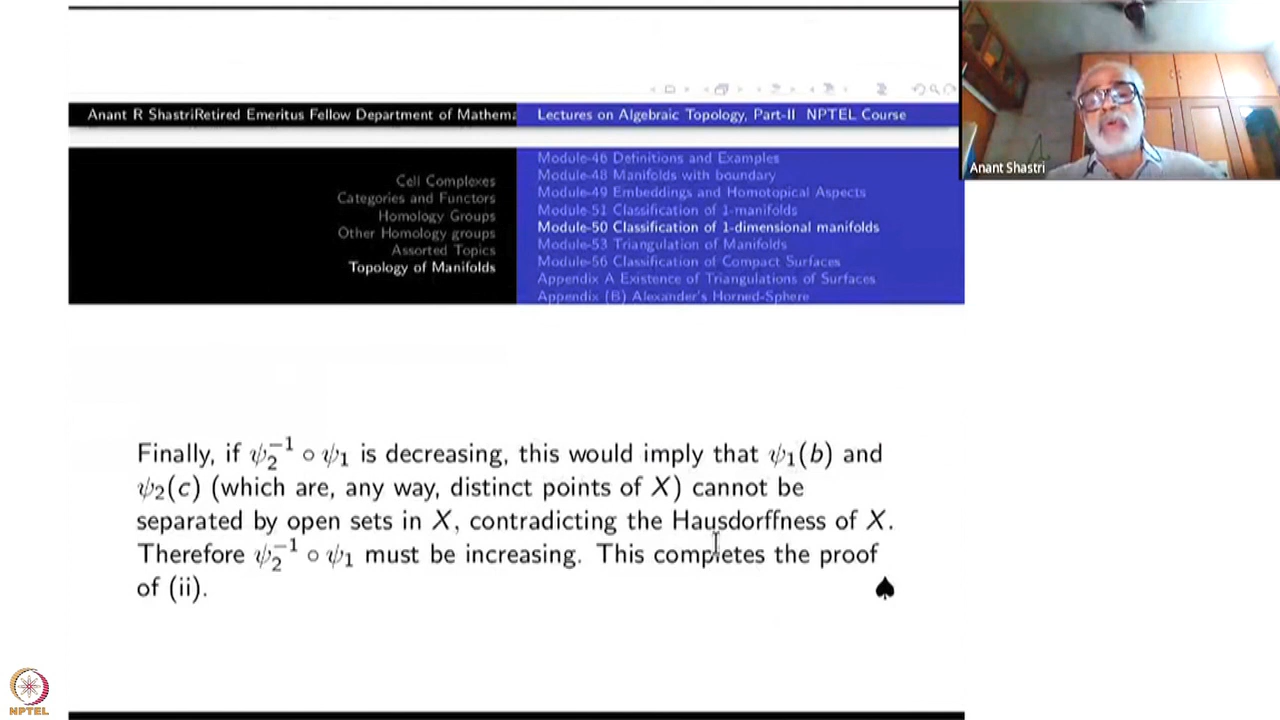 Anant R ShastriRetired Emeritus Fellow Department of Mathema
Lectures on Algebraic Topology, Part-II NPTEL Course
Cell Complexes
Categories and Functors
Homology Groups
Other Homology groups
Assorted Topics
Topology of Manifolds
Module-46 Definitions and Examples
Module-48 Manifolds with boundary
Module-49 Embeddings and Homotopical Aspects
Module-51 Classification of 1-manifolds
Module-50 Classification of 1-dimensional manifolds
Module-53 Triangulation of Manifolds
Module-56 Classification of Compact Surfaces
Appendix A Existence of Triangulations of Surfaces
Appendix (B) Alexander's Horned-Sphere
Anant Shastri
Finally, if ψ₂⁻¹ ∘ ψ₁ is decreasing, this would imply that ψ₁(b) and
ψ₂(c) (which are, any way, distinct points of X) cannot be
separated by open sets in X, contradicting the Hausdorffness of X.
Therefore ψ₂⁻¹ ∘ ψ₁ must be increasing. This completes the proof
of (ii). ♠
NPTEL